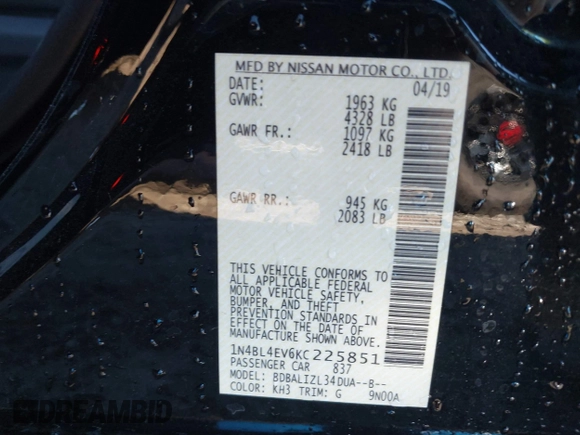 MFD BY NISSAN MOTOR CO., LTD.
DATE: 04/19
GVWR: 1963 KG
4328 LB
GAWR FR.: 1097 KG
2418 LB
GAWR RR.: 945 KG
2083 LB
THIS VEHICLE CONFORMS TO
ALL APPLICABLE FEDERAL
MOTOR VEHICLE SAFETY,
BUMPER, AND THEFT
PREVENTION STANDARDS IN
EFFECT ON THE DATE OF
MANUFACTURE SHOWN ABOVE.
1N4BL4EV6KC225851
PASSENGER CAR 837
MODEL: BDBALIZL34DUA--B--
COLOR: KH3 TRIM: G 9N00A
DREAMBID